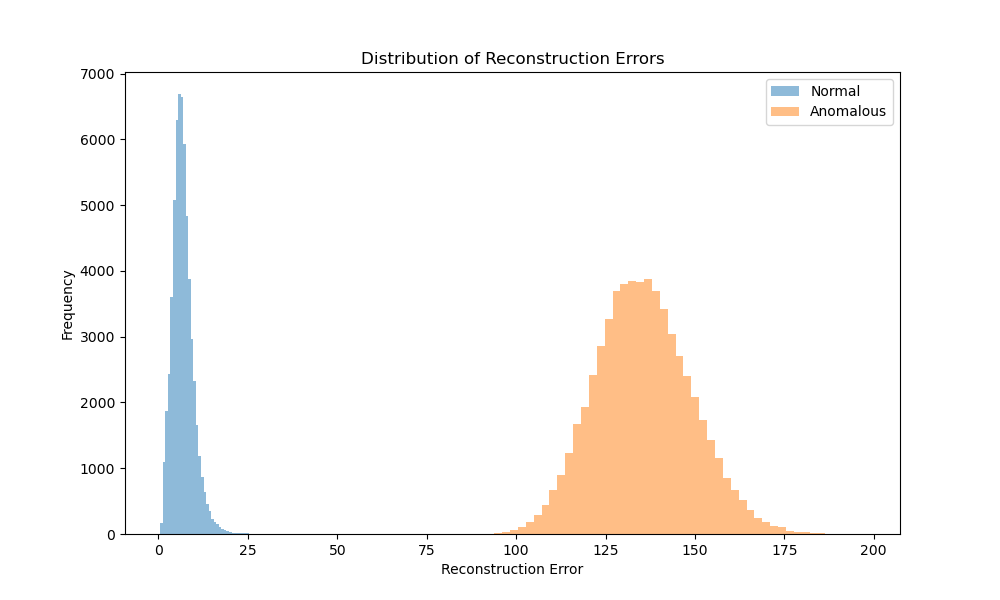 Distribution of Reconstruction Errors
7000
6000
5000
4000
3000
2000
1000
0
Frequency
Normal
Anomalous
0 25 50 75 100 125 150 175 200
Reconstruction Error